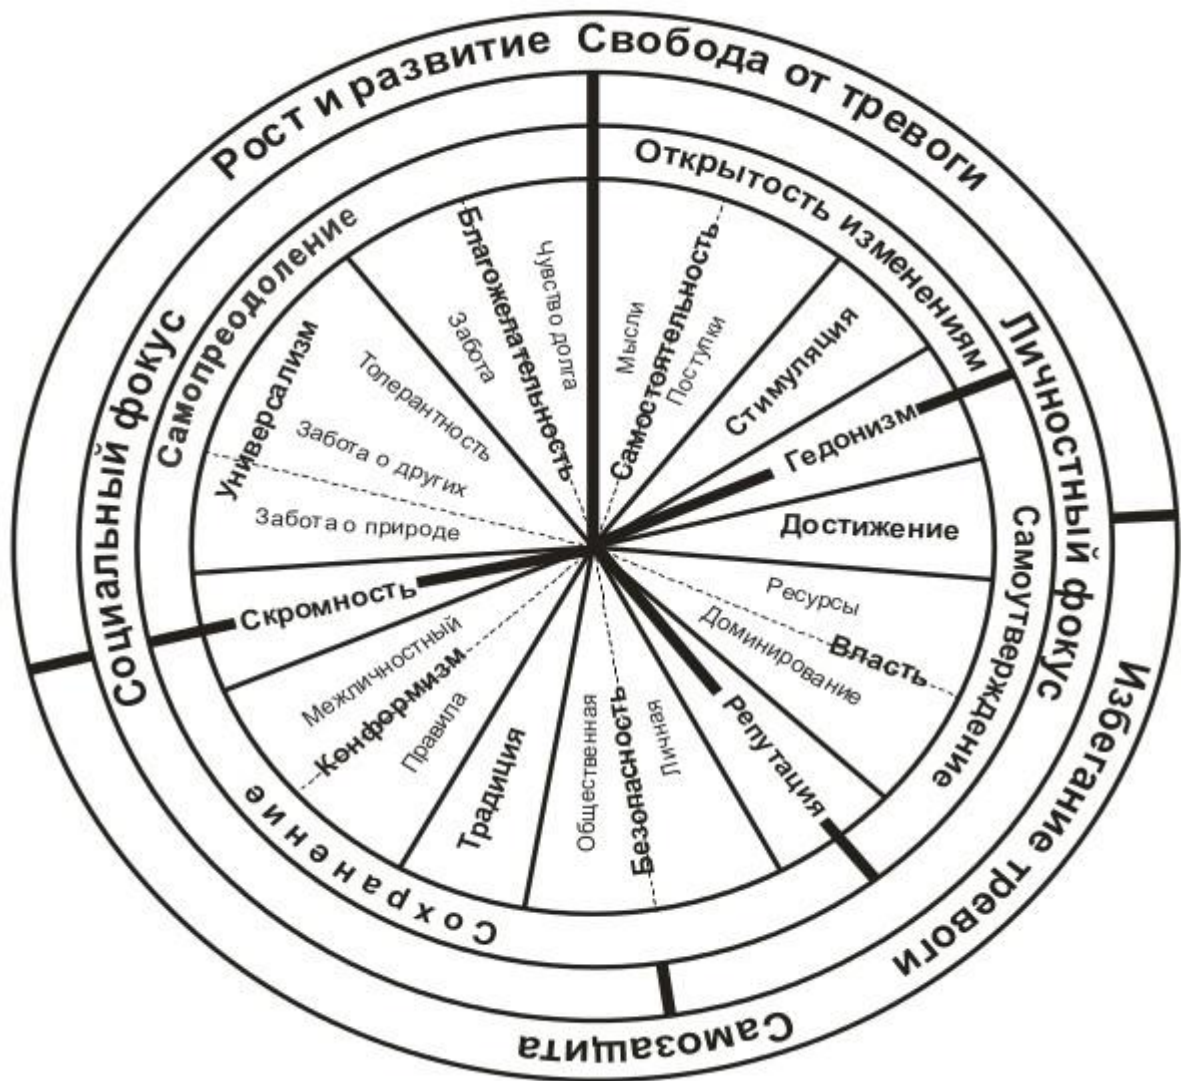 Рост и развитие
Свобода от тревоги
Избегание тревоги
Самозащита
Социальный фокус
Личностный фокус
Самопреодоление
Открытость изменениям
Самоутверждение
Сохранение
Благожелательность
Чувство долга
Забота
Мысли
Самостоятельность
Поступки
Стимуляция
Гедонизм
Достижение
Ресурсы
Власть
Доминирование
Репутация
Личная
Безопасность
Общественная
Традиция
Правила
Конформизм
Межличностный
Скромность
Забота о природе
Забота о других
Толерантность
Универсализм